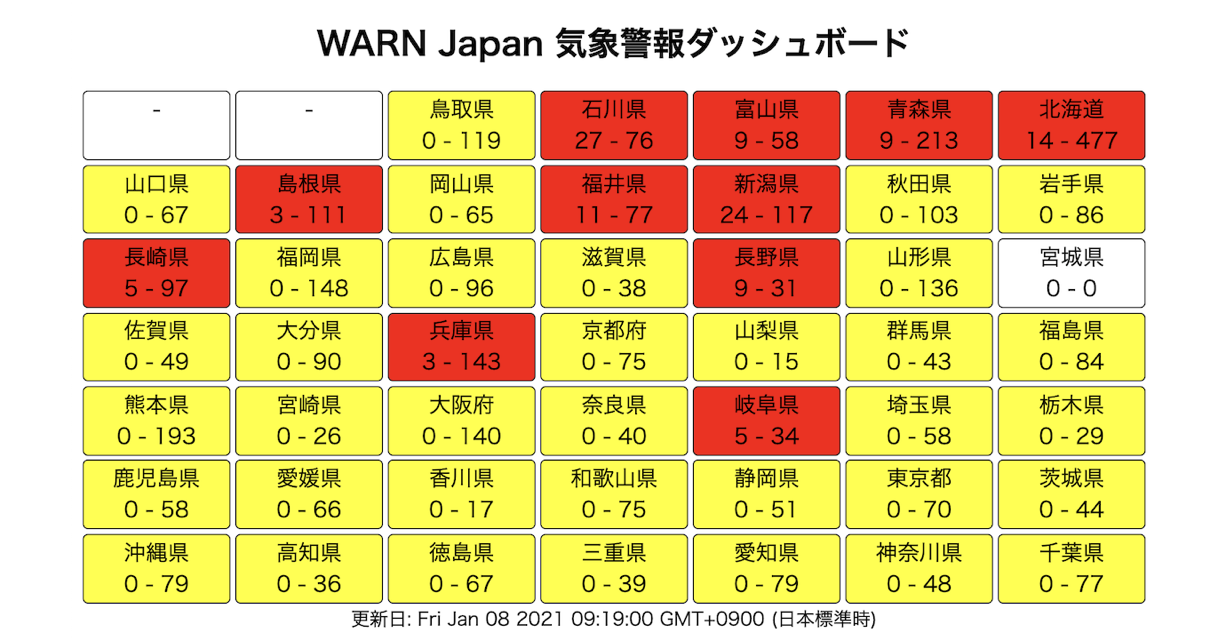 WARN Japan 気象警報ダッシュボード
-
-
鳥取県
0 - 119
石川県
27 - 76
富山県
9 - 58
青森県
9 - 213
北海道
14 - 477
山口県
0 - 67
島根県
3 - 111
岡山県
0 - 65
福井県
11 - 77
新潟県
24 - 117
秋田県
0 - 103
岩手県
0 - 86
長崎県
5 - 97
福岡県
0 - 148
広島県
0 - 96
滋賀県
0 - 38
長野県
9 - 31
山形県
0 - 136
宮城県
0 - 0
佐賀県
0 - 49
大分県
0 - 90
兵庫県
3 - 143
京都府
0 - 75
山梨県
0 - 15
群馬県
0 - 43
福島県
0 - 84
熊本県
0 - 193
宮崎県
0 - 26
大阪府
0 - 140
奈良県
0 - 40
岐阜県
5 - 34
埼玉県
0 - 58
栃木県
0 - 29
鹿児島県
0 - 58
愛媛県
0 - 66
香川県
0 - 17
和歌山県
0 - 75
静岡県
0 - 51
東京都
0 - 70
茨城県
0 - 44
沖縄県
0 - 79
高知県
0 - 36
徳島県
0 - 67
三重県
0 - 39
愛知県
0 - 79
神奈川県
0 - 48
千葉県
0 - 77
更新日: Fri Jan 08 2021 09:19:00 GMT+0900 (日本標準時)